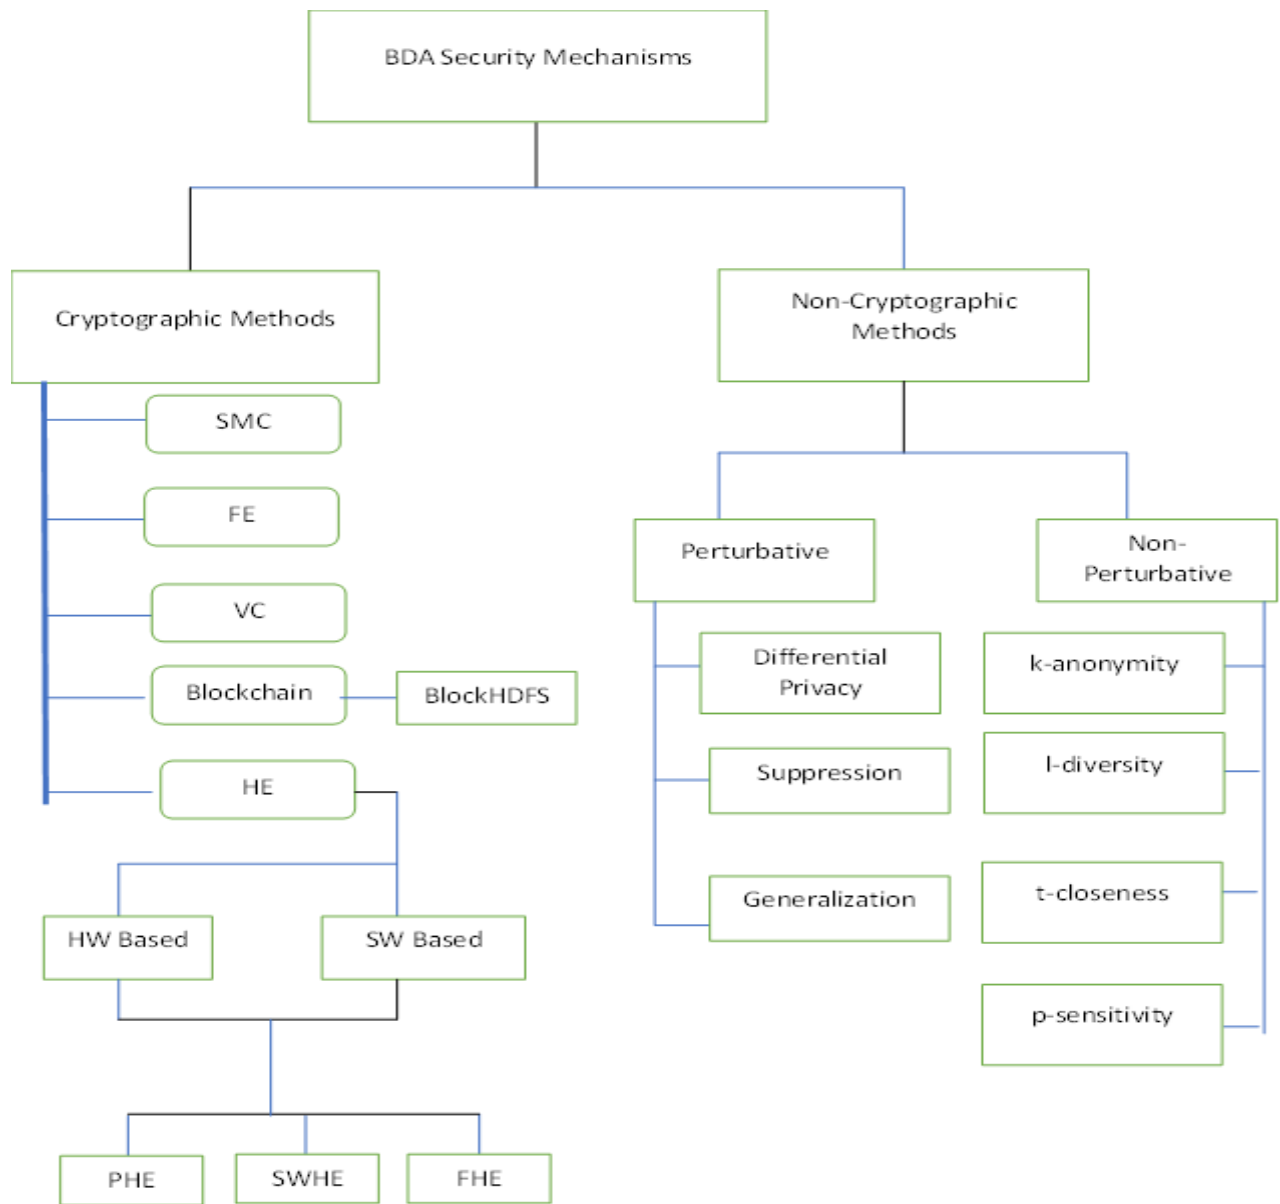 BDA Security Mechanisms
Cryptographic Methods
Non-Cryptographic
Methods
SMC
FE
VC
Blockchain
BlockHDFS
HE
HW Based
SW Based
PHE
SWHE
FHE
Perturbative
Non-
Perturbative
Differential
Privacy
Suppression
Generalization
k-anonymity
l-diversity
t-closeness
p-sensitivity